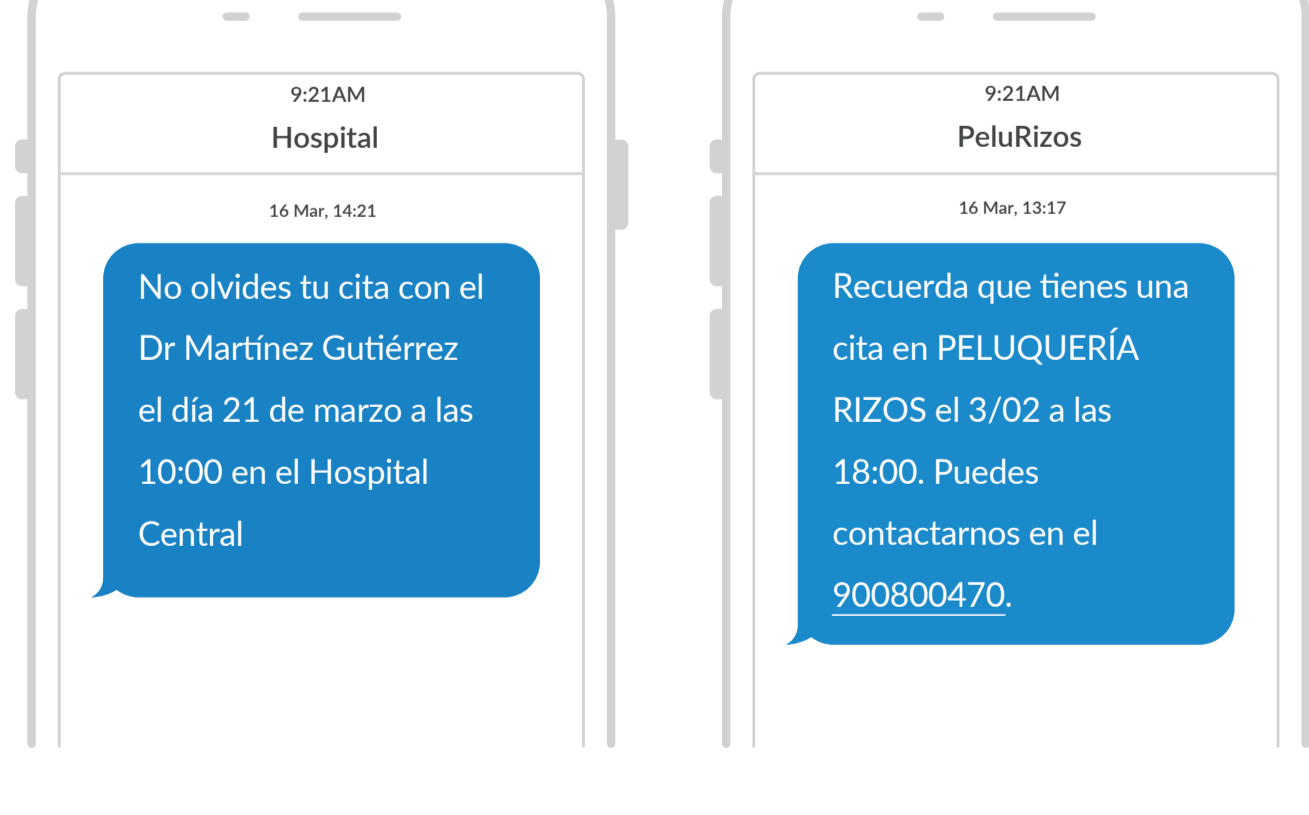 9:21AM
Hospital
16 Mar, 14:21
No olvides tu cita con el
Dr Martínez Gutiérrez
el día 21 de marzo a las
10:00 en el Hospital
Central
9:21AM
PeluRizos
16 Mar, 13:17
Recuerda que tienes una
cita en PELUQUERÍA
RIZOS el 3/02 a las
18:00. Puedes
contactarnos en el
900800470.